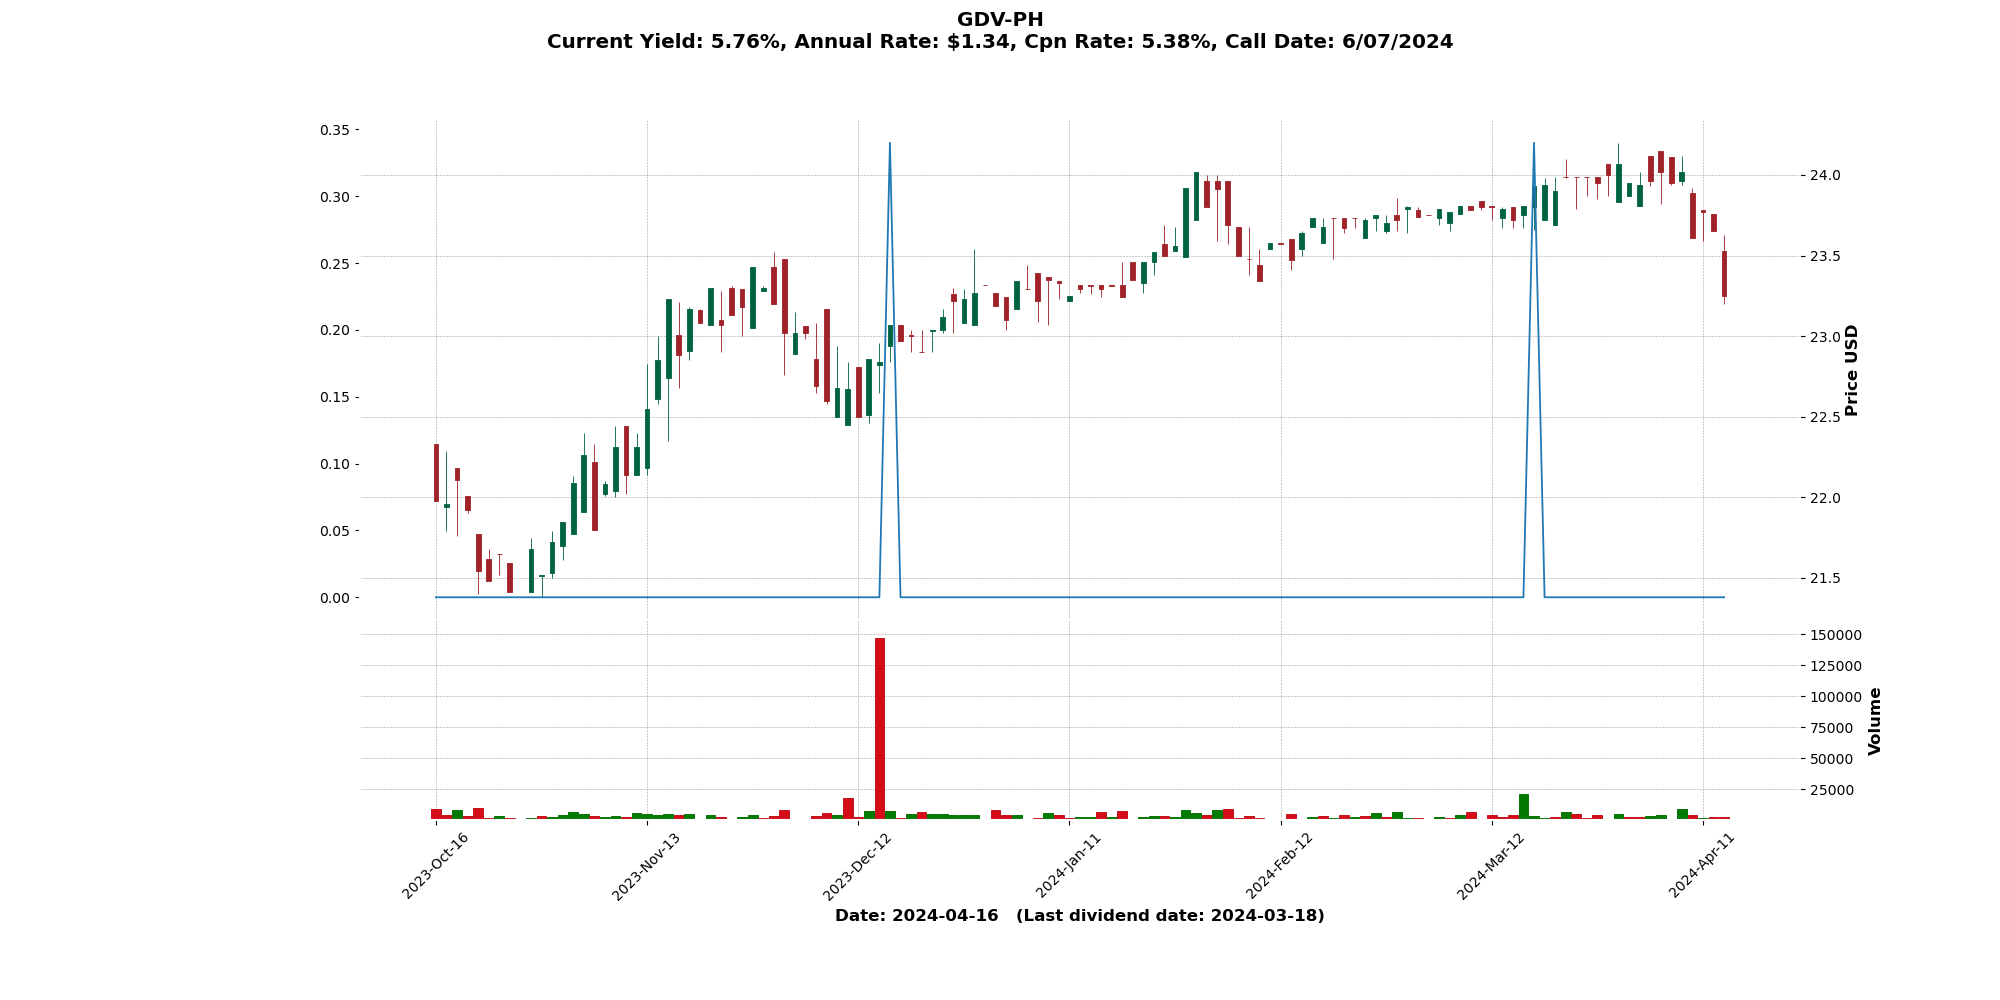 GDV-PH
Current Yield: 5.76%, Annual Rate: $1.34, Cpn Rate: 5.38%, Call Date: 6/07/2024
0.35
0.30
0.25
0.20
0.15
0.10
0.05
0.00
24.0
23.5
23.0
22.5
22.0
21.5
Price USD
150000
125000
100000
75000
50000
25000
Volume
2023-Oct-16
2023-Nov-13
2023-Dec-12
2024-Jan-11
2024-Feb-12
2024-Mar-12
2024-Apr-11
Date: 2024-04-16 (Last dividend date: 2024-03-18)